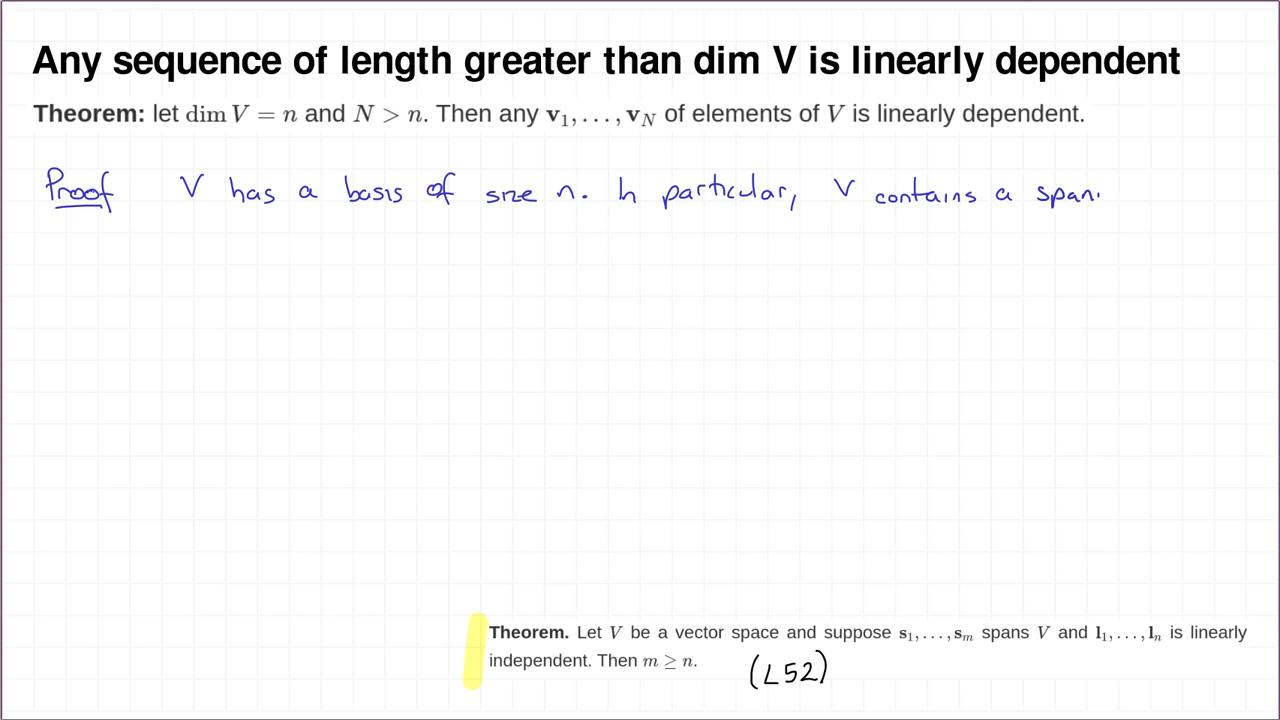 Any sequence of length greater than dim V is linearly dependent
Theorem: let dim V = n and N > n. Then any v₁, . . . , v_N of elements of V is linearly dependent.
Proof V has a basis of size n. In particular, V contains a span
Theorem. Let V be a vector space and suppose s₁, . . . , s_m spans V and l₁, . . . , l_n is linearly
independent. Then m ≥ n.
(L52)